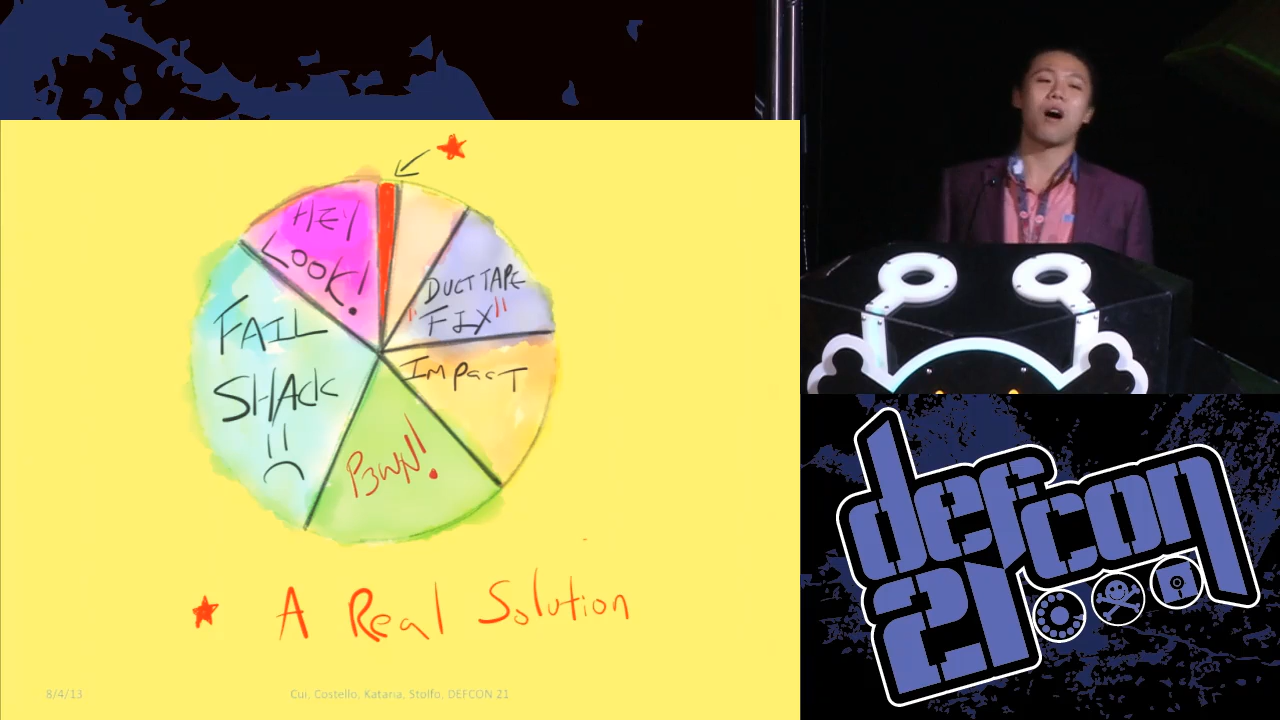 HEY
LOOK!
DUCT TAPE
"FIX"
FAIL
SHACK
IMPACT
P3WN!
A Real Solution
8/4/13
Cui, Costello, Kataria, Stolfo, DEFCON 21
defcon
21